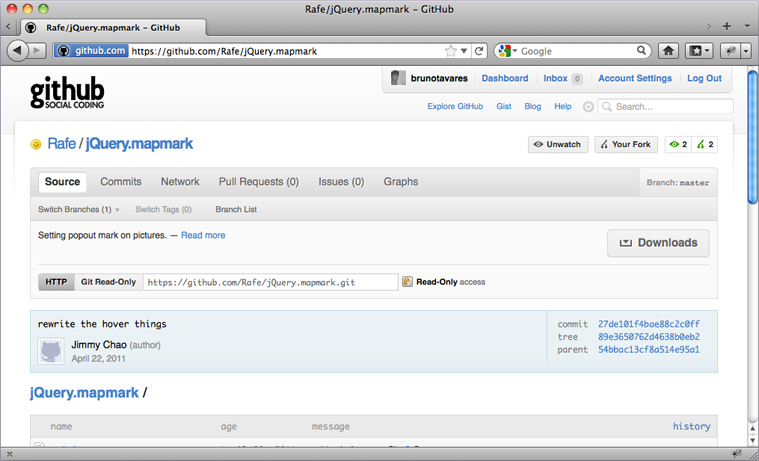 Rafe/jQuery.mapmark - GitHub
Rafe/jQuery.mapmark - GitHub
github.com https://github.com/Rafe/jQuery.mapmark Google
github
SOCIAL CODING
brunotavares Dashboard Inbox 0 Account Settings Log Out
Explore GitHub Gist Blog Help Search...
Rafe / jQuery.mapmark
Unwatch Your Fork 2 2
Source Commits Network Pull Requests (0) Issues (0) Graphs Branch: master
Switch Branches (1) Switch Tags (0) Branch List
Setting popout mark on pictures. — Read more
Downloads
HTTP Git Read-Only https://github.com/Rafe/jQuery.mapmark.git Read-Only access
rewrite the hover things
Jimmy Chao (author)
April 22, 2011
commit 27de101f4bae88c2c0ff
tree 89e3650762d4638b0eb2
parent 54bbac13cf8a514e95a1
jQuery.mapmark /
name age message history